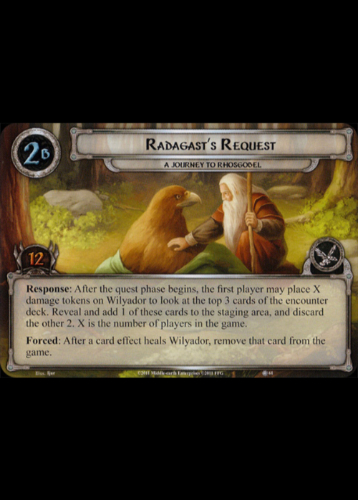 2B
RADAGAST'S REQUEST
A JOURNEY TO RHOSGOBEL
12
Response: After the quest phase begins, the first player may place X
damage tokens on Wilyador to look at the top 3 cards of the encounter
deck. Reveal and add 1 of these cards to the staging area, and discard
the other 2. X is the number of players in the game.
Forced: After a card effect heals Wilyador, remove that card from the
game.